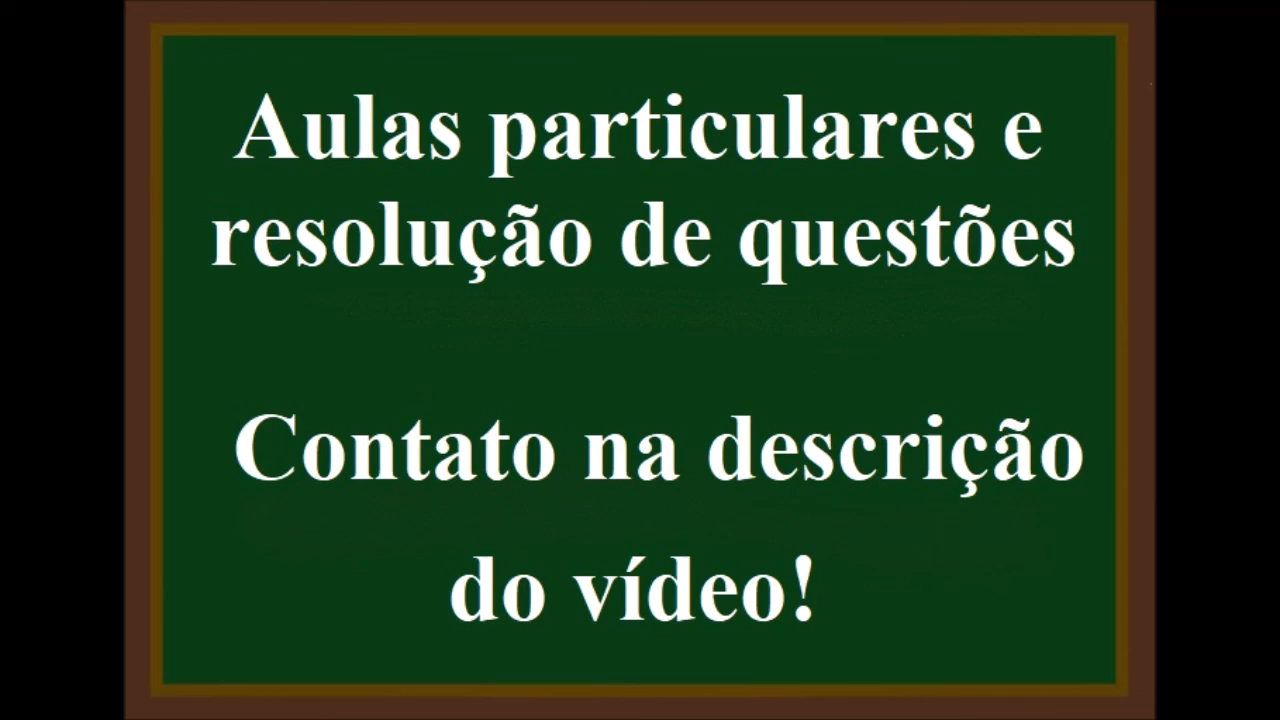 Aulas particulares e
resolução de questões
Contato na descrição
do vídeo!